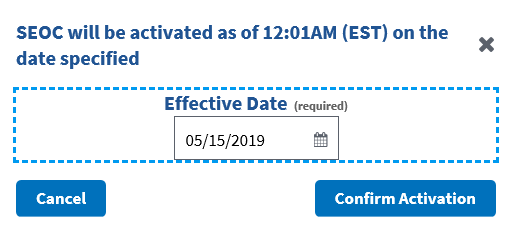 SEOC will be activated as of 12:01AM (EST) on the
date specified
Effective Date (required)
05/15/2019
Cancel
Confirm Activation